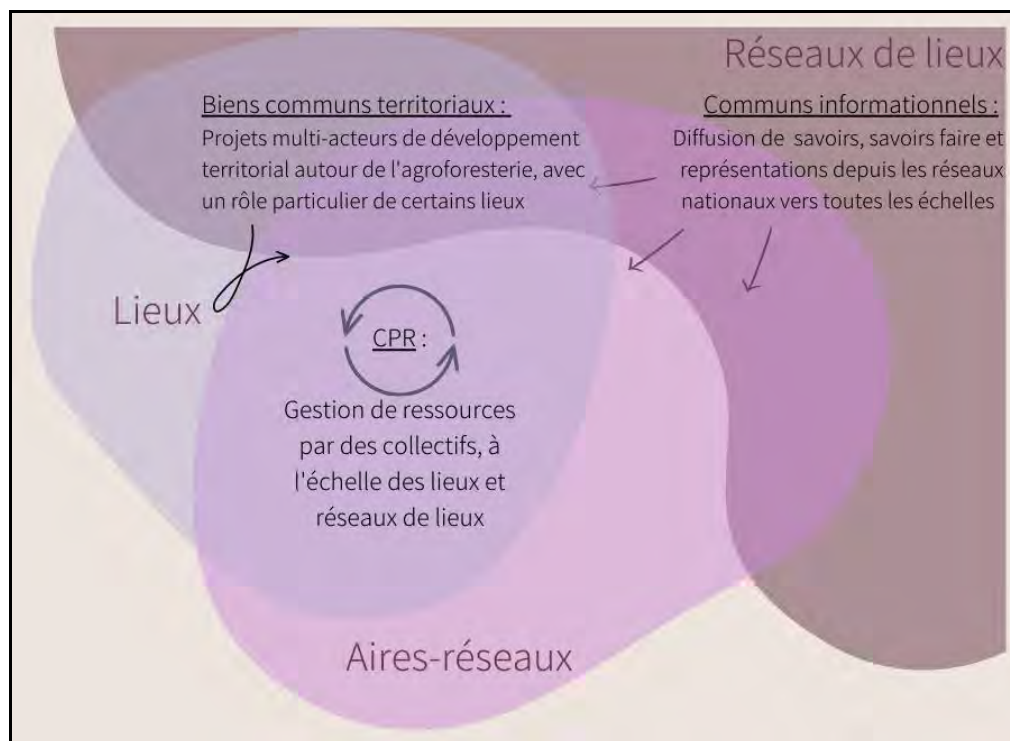 Réseaux de lieux
Biens communs territoriaux :
Projets multi-acteurs de développement
territorial autour de l'agroforesterie, avec
un rôle particulier de certains lieux
Communs informationnels :
Diffusion de savoirs, savoirs faire et
représentations depuis les réseaux
nationaux vers toutes les échelles
Lieux
CPR :
Gestion de ressources
par des collectifs, à
l'échelle des lieux et
réseaux de lieux
Aires-réseaux